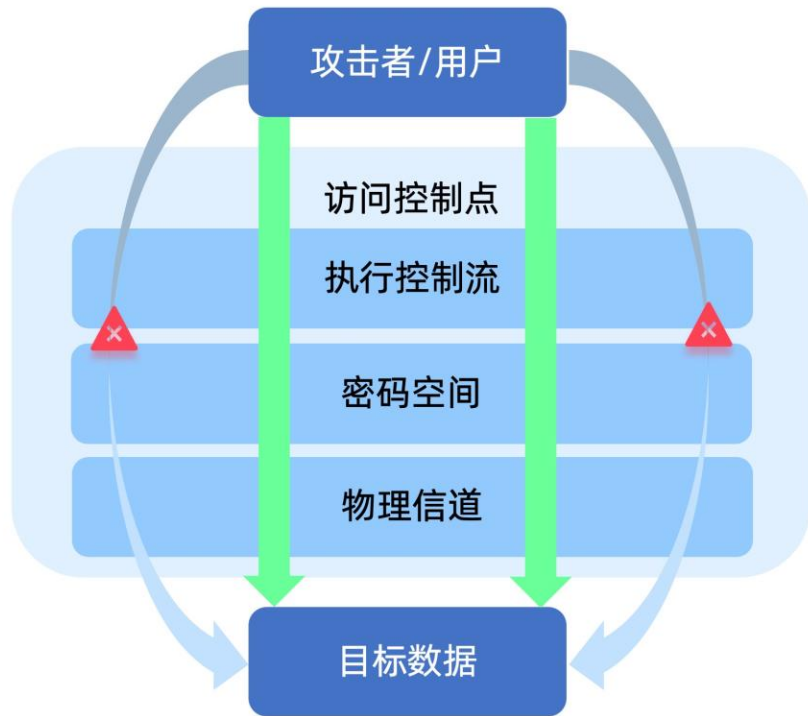 攻击者/用户
访问控制点
执行控制流
密码空间
物理信道
目标数据